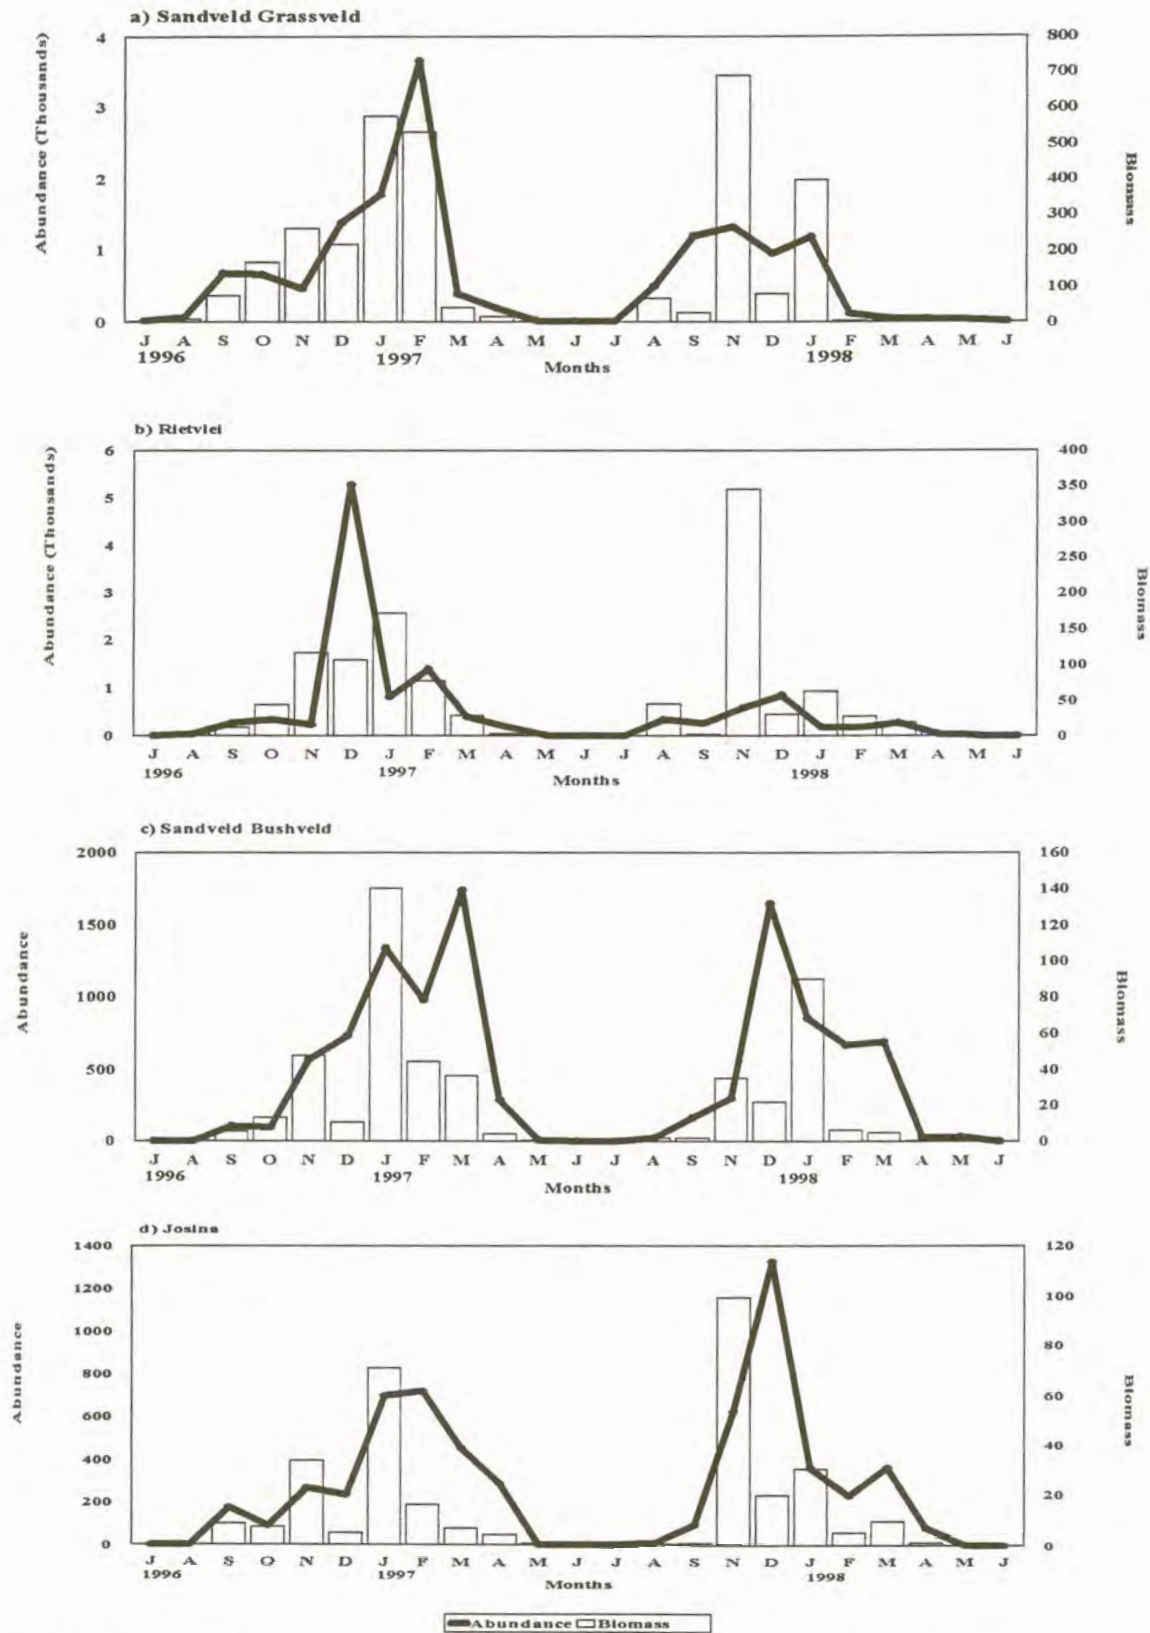 a) Sandveld Grassveld
Abundance (Thousands)
4
3
2
1
0
800
700
600
500
400
300
200
100
0
Biomass
J A S O N D J F M A M J J A S N D J F M A M J
1996 1997 1998
Months
b) Rietvlei
Abundance (Thousands)
6
5
4
3
2
1
0
400
350
300
250
200
150
100
50
0
Biomass
J A S O N D J F M A M J J A S N D J F M A M J
1996 1997 1998
Months
c) Sandveld Bushveld
Abundance
2000
1500
1000
500
0
160
140
120
100
80
60
40
20
0
Biomass
J A S O N D J F M A M J J A S N D J F M A M J
1996 1997 1998
Months
d) Josina
Abundance
1400
1200
1000
800
600
400
200
0
120
100
80
60
40
20
0
Biomass
J A S O N D J F M A M J J A S N D J F M A M J
1996 1997 1998
Months
Abundance Biomass